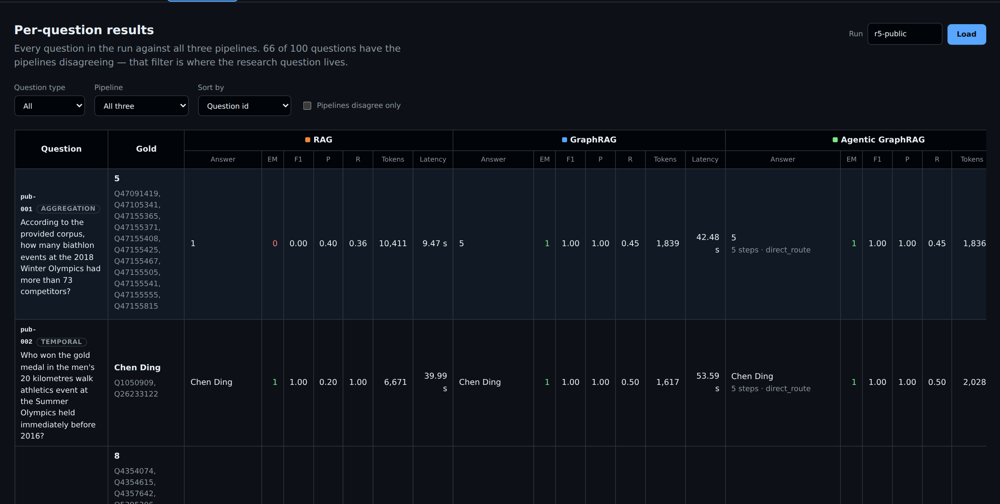 Per-question results
Every question in the run against all three pipelines. 66 of 100 questions have the
pipelines disagreeing — that filter is where the research question lives.
Run r5-public Load
Question type Pipeline Sort by
All All three Question id Pipelines disagree only
Question Gold RAG GraphRAG Agentic GraphRAG
Answer EM F1 P R Tokens Latency Answer EM F1 P R Tokens Latency Answer EM F1 P R Tokens
pub-
001 AGGREGATION
According to the
provided corpus,
how many biathlon
events at the 2018
Winter Olympics had
more than 73
competitors?
5
Q47091419,
Q47105341,
Q47155365,
Q47155371,
Q47155408,
Q47155425,
Q47155467,
Q47155505,
Q47155541,
Q47155555,
Q47155815
1 0 0.00 0.40 0.36 10,411 9.47 s
5 1 1.00 1.00 0.45 1,839 42.48
s
5
5 steps · direct_route
1 1.00 1.00 0.45 1,836
pub-
002 TEMPORAL
Who won the gold
medal in the men's
20 kilometres walk
athletics event at
the Summer
Olympics held
immediately before
2016?
Chen Ding
Q1050909,
Q26233122
Chen Ding 1 1.00 0.20 1.00 6,671 39.99
s
Chen Ding 1 1.00 1.00 0.50 1,617 53.59
s
Chen Ding
5 steps · direct_route
1 1.00 1.00 0.50 2,028
8
Q4354074,
Q4354615,
Q4357642,